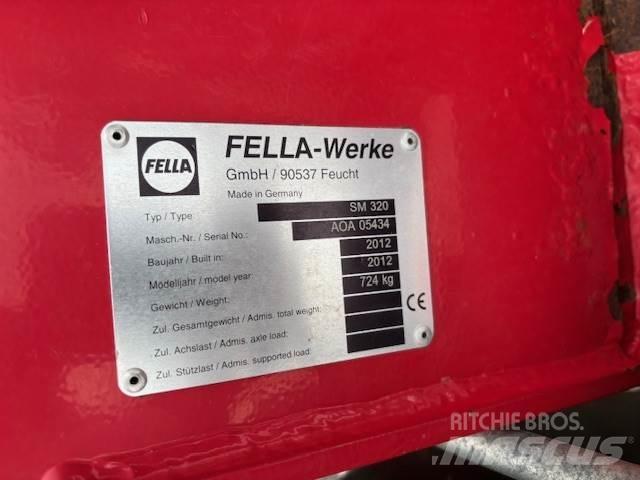 FELLA
FELLA-Werke
GmbH / 90537 Feucht
Made in Germany
Typ / Type SM 320
Masch.-Nr. / Serial No.: AOA 05434
Baujahr / Built in: 2012
Modelljahr / model year: 2012
Gewicht / Weight: 724 kg
Zul. Gesamtgewicht / Admis. total weight:
Zul. Achslast / Admis. axle load:
Zul. Stützlast / Admis. supported load:
CE
RITCHIE BROS.
MASCUS